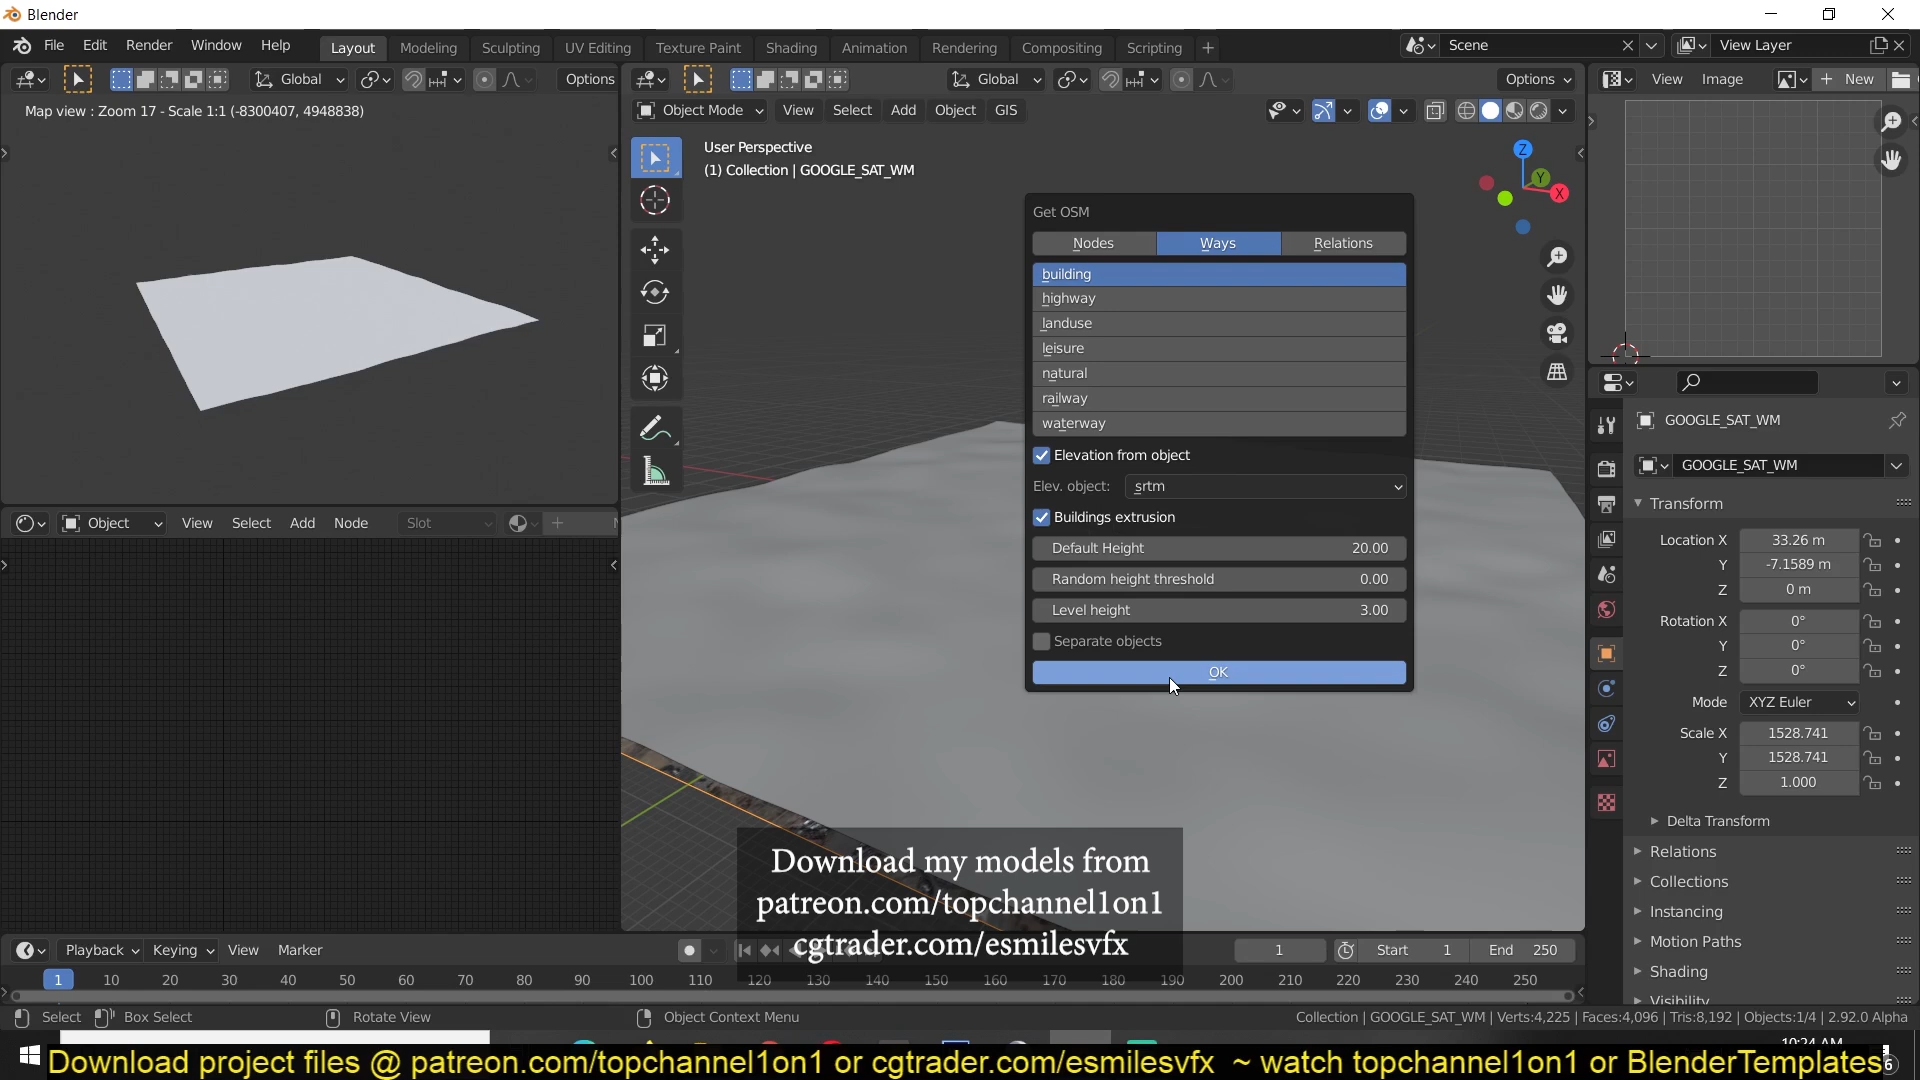 Blender
File Edit Render Window Help Layout Modeling Sculpting UV Editing Texture Paint Shading Animation Rendering Compositing Scripting + Scene View Layer
Global Options Global Options View Image New
Map view : Zoom 17 - Scale 1:1 (-8300407, 4948838)
Object Mode View Select Add Object GIS
User Perspective
(1) Collection | GOOGLE_SAT_WM
Z
Y
X
Get OSM
Nodes Ways Relations
building
highway
landuse
leisure
natural
railway
waterway
Elevation from object
Elev. object: srtm
Buildings extrusion
Default Height 20.00
Random height threshold 0.00
Level height 3.00
Separate objects
OK
Object View Select Add Node Slot
GOOGLE_SAT_WM
GOOGLE_SAT_WM
Transform
Location X 33.26 m
Y -7.1589 m
Z 0 m
Rotation X 0°
Y 0°
Z 0°
Mode XYZ Euler
Scale X 1528.741
Y 1528.741
Z 1.000
Delta Transform
Relations
Collections
Instancing
Motion Paths
Shading
Visibility
Download my models from
patreon.com/topchannel1on1
cgtrader.com/esmilesvfx
Playback Keying View Marker 1 Start 1 End 250
1 10 20 30 40 50 60 70 80 90 100 110 120 130 140 150 160 170 180 190 200 210 220 230 240 250
Select Box Select Rotate View Object Context Menu Collection | GOOGLE_SAT_WM | Verts:4,225 | Faces:4,096 | Tris:8,192 | Objects:1/4 | 2.92.0 Alpha
10:24 AM
Download project files @ patreon.com/topchannel1on1 or cgtrader.com/esmilesvfx ~ watch topchannel1on1 or BlenderTemplates